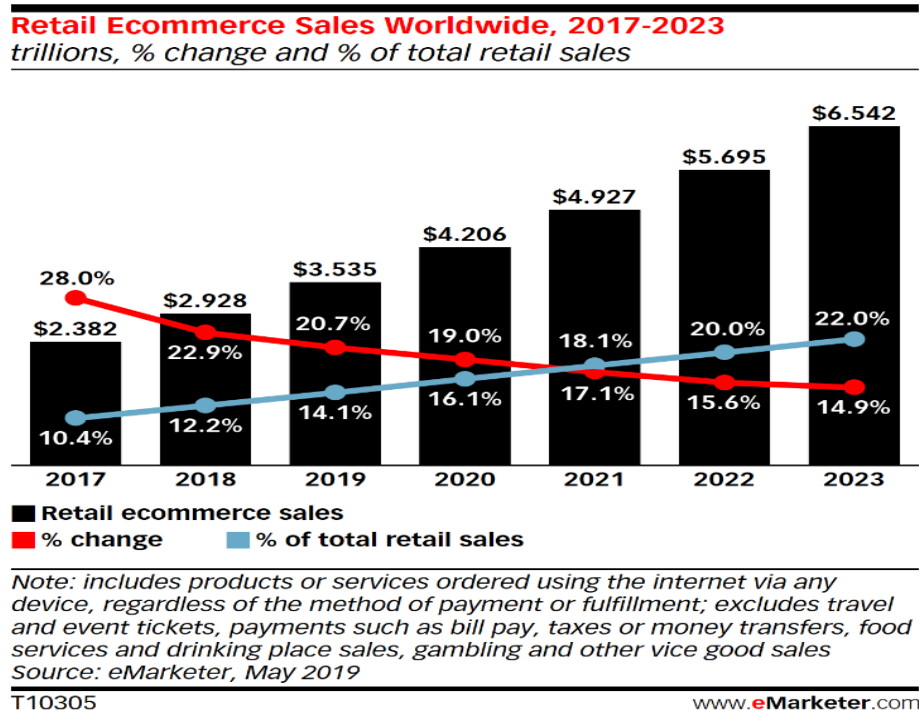 Retail Ecommerce Sales Worldwide, 2017-2023
trillions, % change and % of total retail sales
$6.542
$5.695
$4.927
$4.206
$3.535
28.0%
$2.928
$2.382
20.7%
19.0%
18.1%
20.0%
22.0%
22.9%
10.4%
12.2%
14.1%
16.1%
17.1%
15.6%
14.9%
2017 2018 2019 2020 2021 2022 2023
Retail ecommerce sales
% change % of total retail sales
Note: includes products or services ordered using the internet via any
device, regardless of the method of payment or fulfillment; excludes travel
and event tickets, payments such as bill pay, taxes or money transfers, food
services and drinking place sales, gambling and other vice good sales
Source: eMarketer, May 2019
T10305 www.eMarketer.com